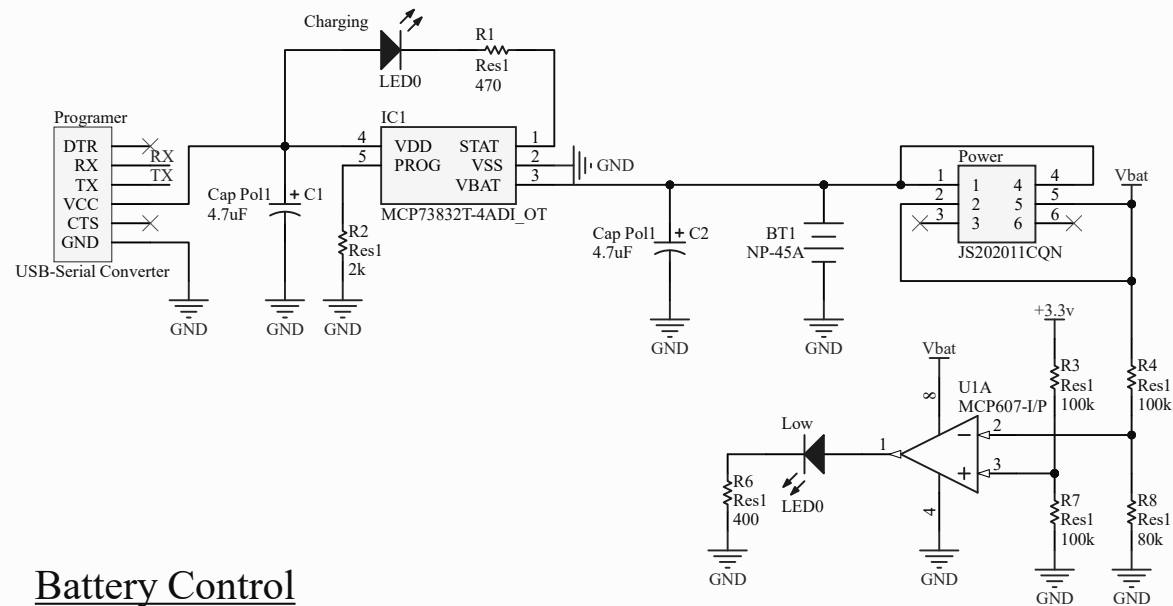 Charging
LED0
R1
Res1
470
Programer
DTR
RX
TX
VCC
CTS
GND
RX
TX
USB-Serial Converter
GND
Cap Pol1
4.7uF
+ C1
GND
IC1
4 VDD STAT 1
5 PROG VSS 2
VBAT 3
MCP73832T-4ADI_OT
GND
R2
Res1
2k
GND
Cap Pol1
4.7uF
+ C2
GND
BT1
NP-45A
GND
Power
1 1 4 4
2 2 5 5
3 3 6 6
JS202011CQN
Vbat
+3.3v
R3
Res1
100k
R4
Res1
100k
Vbat
8
U1A
MCP607-I/P
1
2
3
4
GND
Low
LED0
R6
Res1
400
GND
R7
Res1
100k
GND
R8
Res1
80k
GND
Battery Control